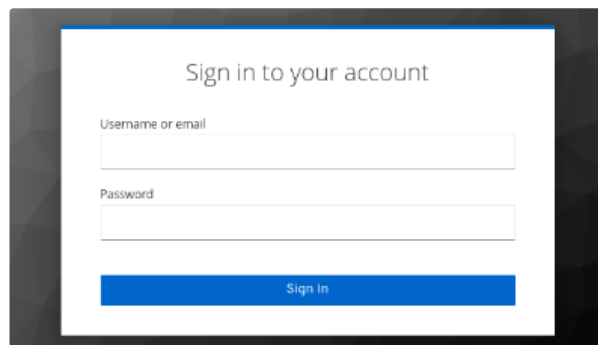 Sign in to your account
Username or email
Password
Sign In